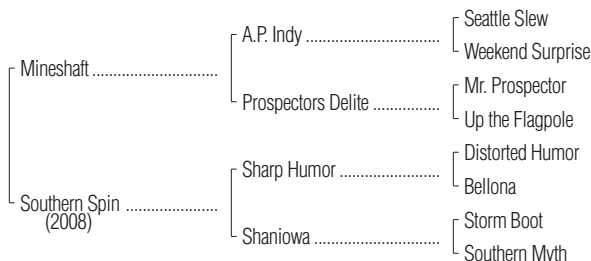 Seattle Slew
A.P. Indy ........................................
Weekend Surprise
Mineshaft .....................................
Mr. Prospector
Prospectors Delite ....................
Up the Flagpole
Distorted Humor
Sharp Humor ..............................
Bellona
Southern Spin ...........................
(2008)
Storm Boot
Shaniowa .....................................
Southern Myth